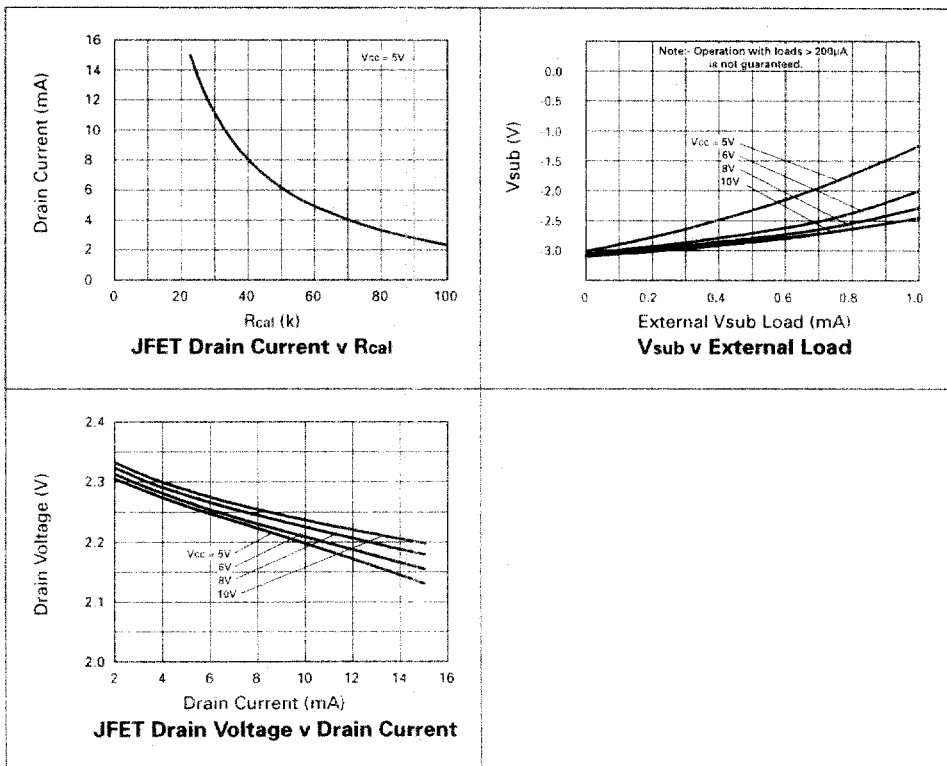 16
14
12
10
8
6
4
2
0
Drain Current (mA)
Vcc = 5V
0 20 40 60 80 100
Rcal (k)
JFET Drain Current v Rcal
Note:- Operation with loads > 200µA
is not guaranteed.
0.0
-0.5
-1.0
-1.5
-2.0
-2.5
-3.0
Vsub (V)
Vcc = 5V
6V
8V
10V
0 0.2 0.4 0.6 0.8 1.0
External Vsub Load (mA)
Vsub v External Load
2.4
2.3
2.2
2.1
2.0
Drain Voltage (V)
Vcc = 5V
6V
8V
10V
2 4 6 8 10 12 14 16
Drain Current (mA)
JFET Drain Voltage v Drain Current